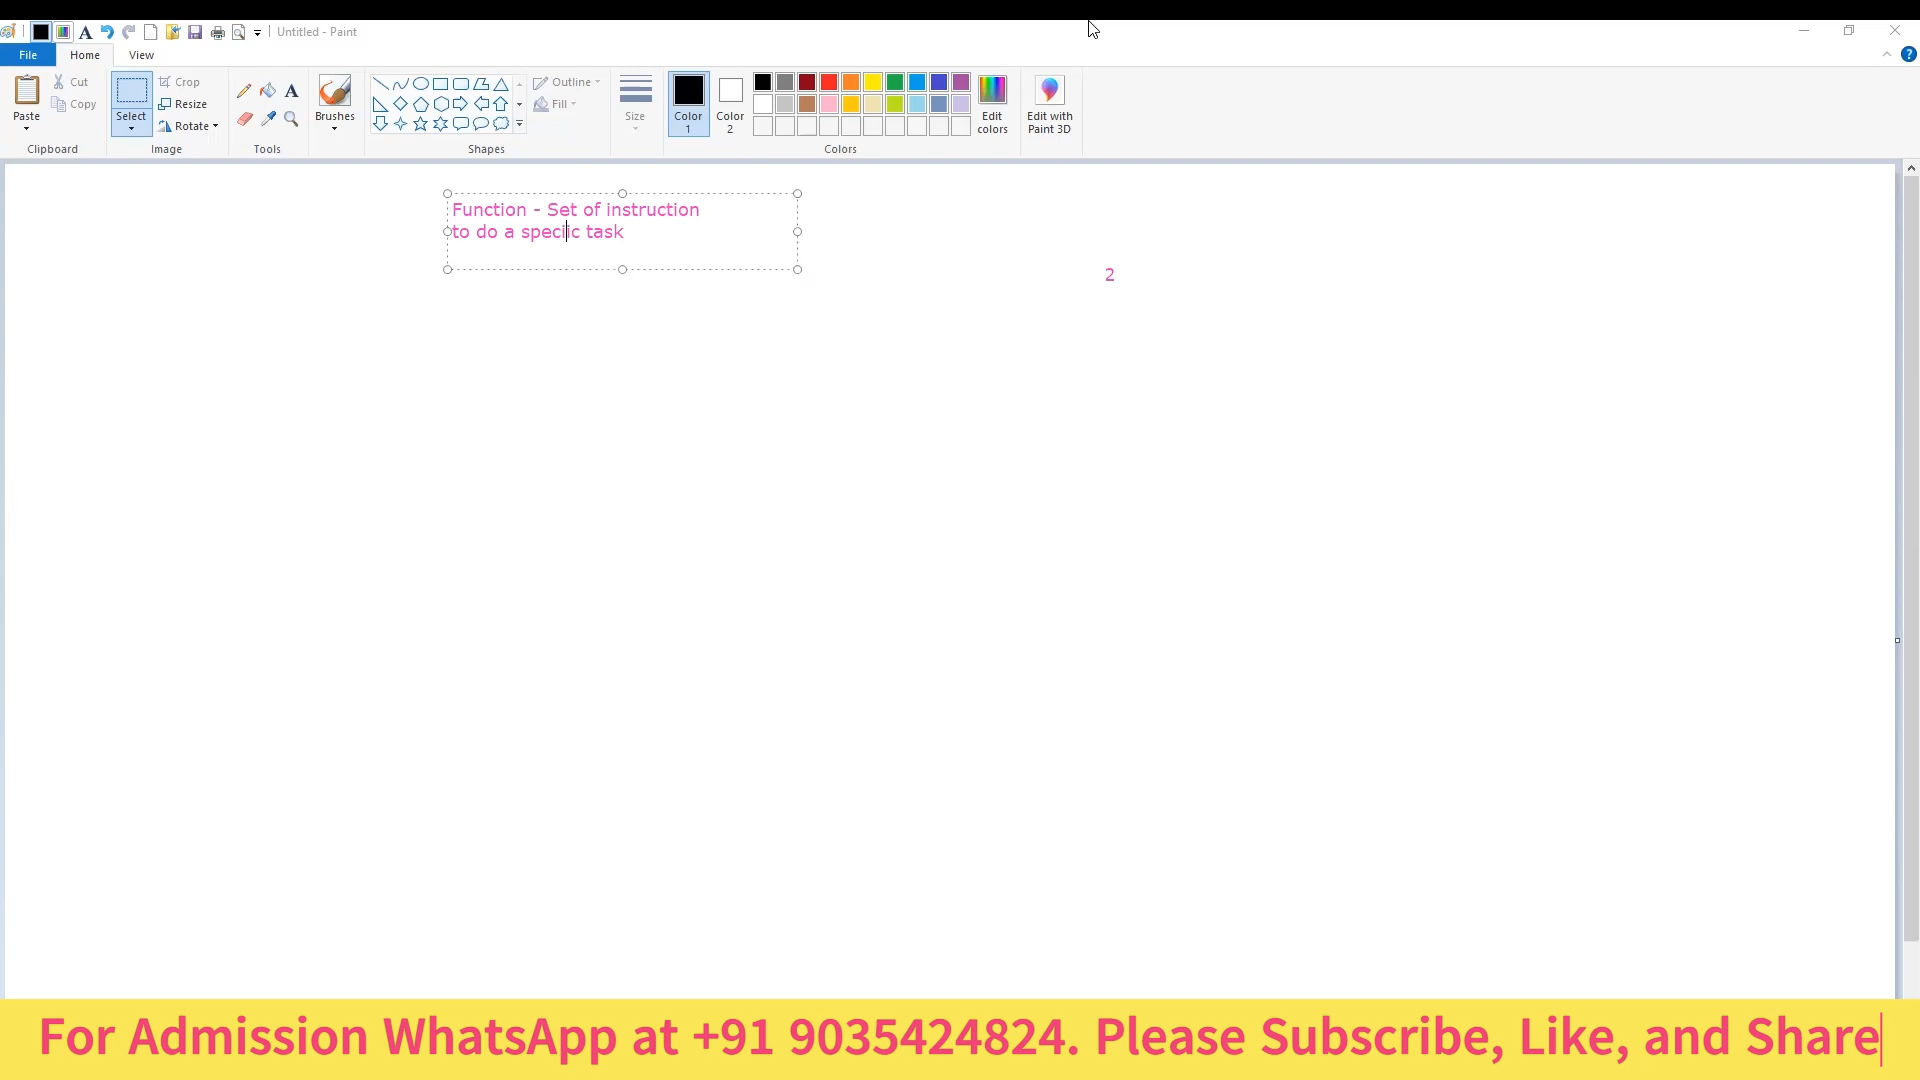 Untitled - Paint
File Home View
Paste Cut Copy Clipboard
Select Crop Resize Rotate Image
Tools
Brushes
Shapes
Outline Fill
Size
Color 1 Color 2 Colors
Edit colors
Edit with Paint 3D
Function - Set of instruction
to do a speciic task
2
For Admission WhatsApp at +91 9035424824. Please Subscribe, Like, and Share